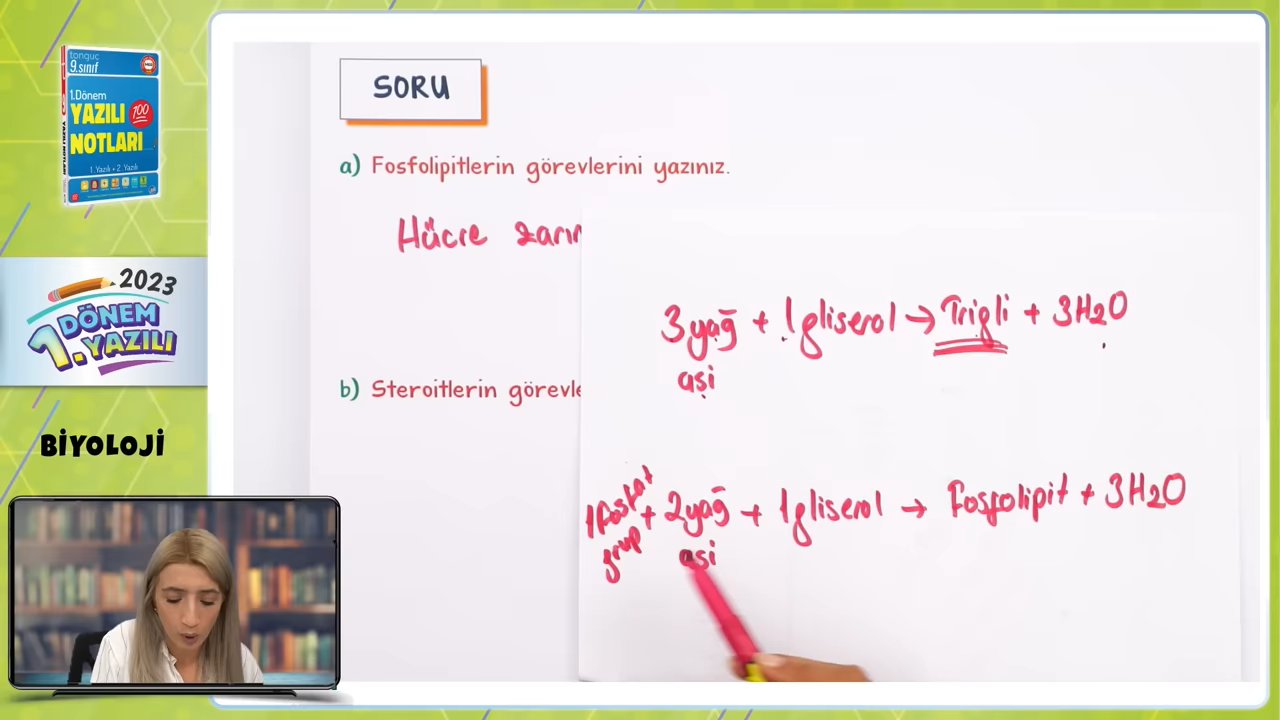 tonguç
9.sınıf
1.Dönem
YAZILI
100
NOTLARI
1. Yazılı • 2. Yazılı
YAZILI NOTLARI
2023
1. DÖNEM
YAZILI
BİYOLOJİ
SORU
a) Fosfolipitlerin görevlerini yazınız.
Hücre zarın
3yağ + 1gliserol → Trigli + 3H2O
asi
b) Steroitlerin görevle
1Fosfat grup + 2yağ + 1gliserol → Fosfolipit + 3H2O
asi